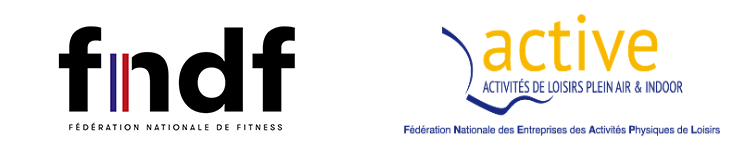 fndf
FÉDÉRATION NATIONALE DE FITNESS
active
ACTIVITÉS DE LOISIRS PLEIN AIR & INDOOR
Fédération Nationale des Entreprises des Activités Physiques de Loisirs